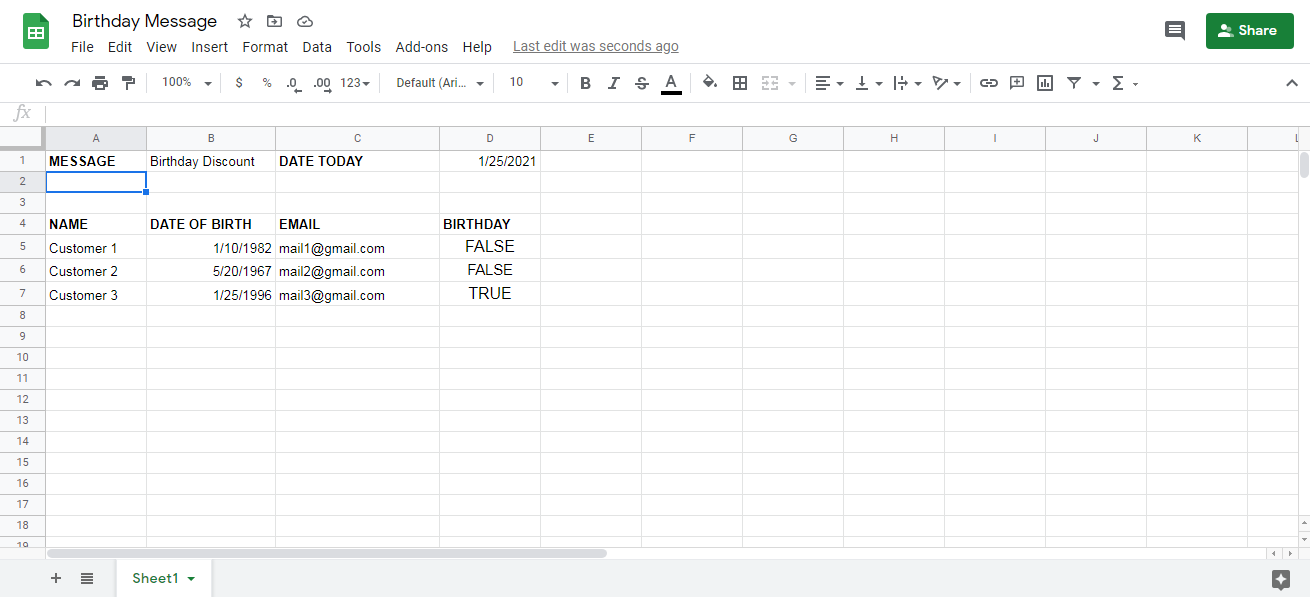 Birthday Message
File Edit View Insert Format Data Tools Add-ons Help Last edit was seconds ago
Share
100% $ % .0 .00 123 Default (Ari... 10 B I S A Σ
fx
A B C D E F G H I J K L
1 MESSAGE Birthday Discount DATE TODAY 1/25/2021
2
3
4 NAME DATE OF BIRTH EMAIL BIRTHDAY
5 Customer 1 1/10/1982 mail1@gmail.com FALSE
6 Customer 2 5/20/1967 mail2@gmail.com FALSE
7 Customer 3 1/25/1996 mail3@gmail.com TRUE
8
9
10
11
12
13
14
15
16
17
18
19
Sheet1